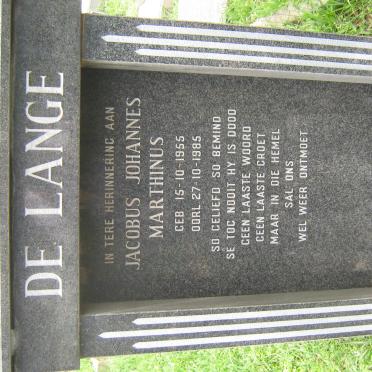 DE LANGE
IN TERE HERINNERING AAN
JACOBUS JOHANNES
MARTHINUS
GEB 15-10-1955
OORL 27-10-1985
SO GELIEFD SO BEMIND
SÊ TOG NOOIT HY IS DOOD
GEEN LAASTE WOORD
GEEN LAASTE GROET
MAAR IN DIE HEMEL
SAL ONS
WEL WEER ONTMOET